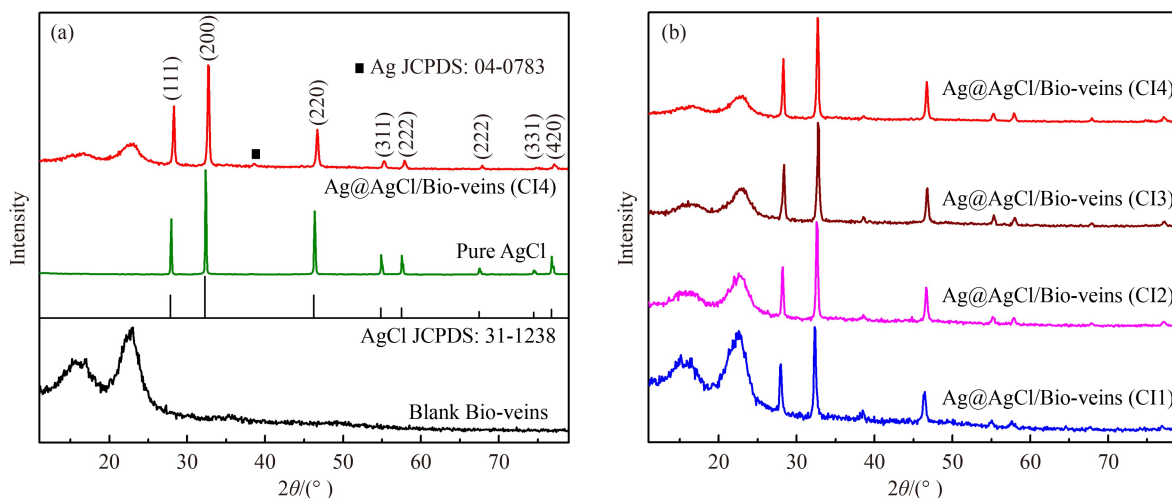 (a)
(111)
(200)
■ Ag JCPDS: 04-0783
(220)
(311)
(222)
(222)
(331)
(420)
Ag@AgCl/Bio-veins (CI4)
Pure AgCl
AgCl JCPDS: 31-1238
Blank Bio-veins
Intensity
20 30 40 50 60 70
2θ/(° )
(b)
Ag@AgCl/Bio-veins (CI4)
Ag@AgCl/Bio-veins (CI3)
Ag@AgCl/Bio-veins (CI2)
Ag@AgCl/Bio-veins (CI1)
Intensity
20 30 40 50 60 70
2θ/(° )